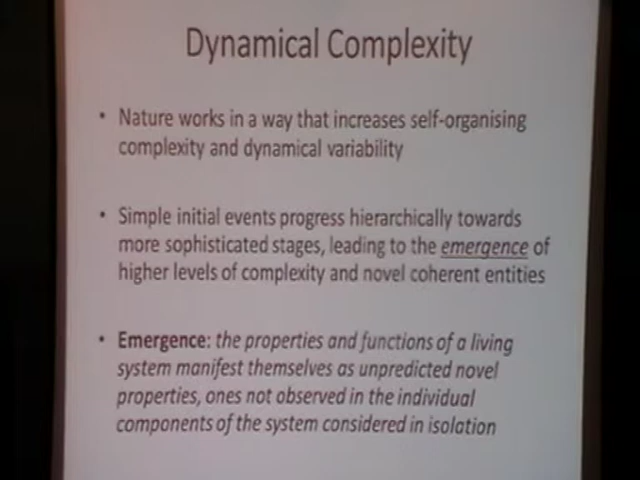 Dynamical Complexity
• Nature works in a way that increases self-organising
complexity and dynamical variability
• Simple initial events progress hierarchically towards
more sophisticated stages, leading to the emergence of
higher levels of complexity and novel coherent entities
• Emergence: the properties and functions of a living
system manifest themselves as unpredicted novel
properties, ones not observed in the individual
components of the system considered in isolation